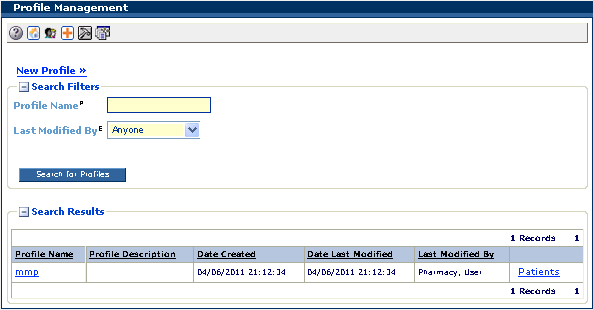 Profile Management
New Profile »
Search Filters
Profile Name P
Last Modified By E Anyone
Search for Profiles
Search Results
1 Records 1
Profile Name Profile Description Date Created Date Last Modified Last Modified By
mmp 04/06/2011 21:12:34 04/06/2011 21:12:34 Pharmacy, User Patients
1 Records 1